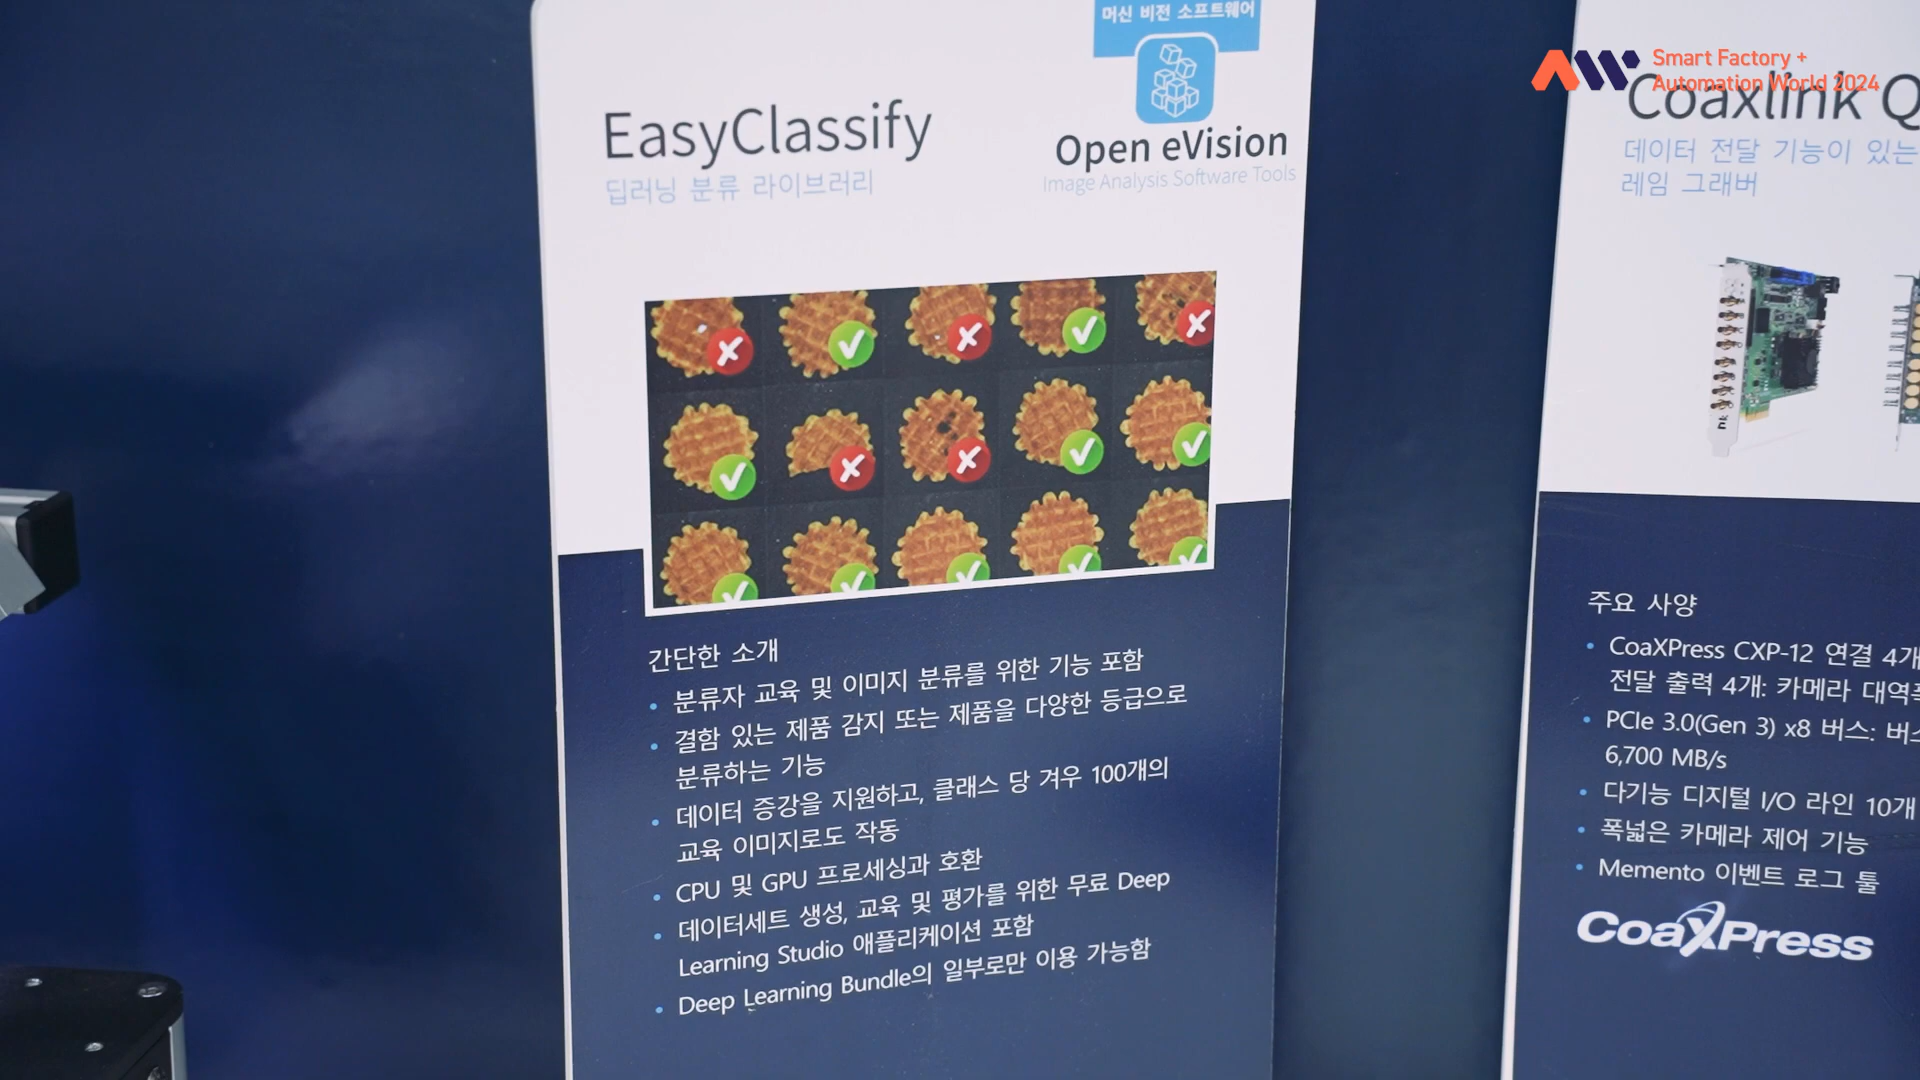 머신 비전 소프트웨어
EasyClassify
딥러닝 분류 라이브러리
Open eVision
Image Analysis Software Tools
간단한 소개
• 분류자 교육 및 이미지 분류를 위한 기능 포함
• 결함 있는 제품 감지 또는 제품을 다양한 등급으로
분류하는 기능
• 데이터 증강을 지원하고, 클래스 당 겨우 100개의
교육 이미지로도 작동
• CPU 및 GPU 프로세싱과 호환
• 데이터세트 생성, 교육 및 평가를 위한 무료 Deep
Learning Studio 애플리케이션 포함
• Deep Learning Bundle의 일부로만 이용 가능함
Smart Factory +
Automation World 2024
Coaxlink Q
데이터 전달 기능이 있는
레임 그래버
주요 사양
• CoaXPress CXP-12 연결 4개
전달 출력 4개: 카메라 대역폭
• PCIe 3.0(Gen 3) x8 버스: 버스
6,700 MB/s
• 다기능 디지털 I/O 라인 10개
• 폭넓은 카메라 제어 기능
• Memento 이벤트 로그 툴
CoaXPress